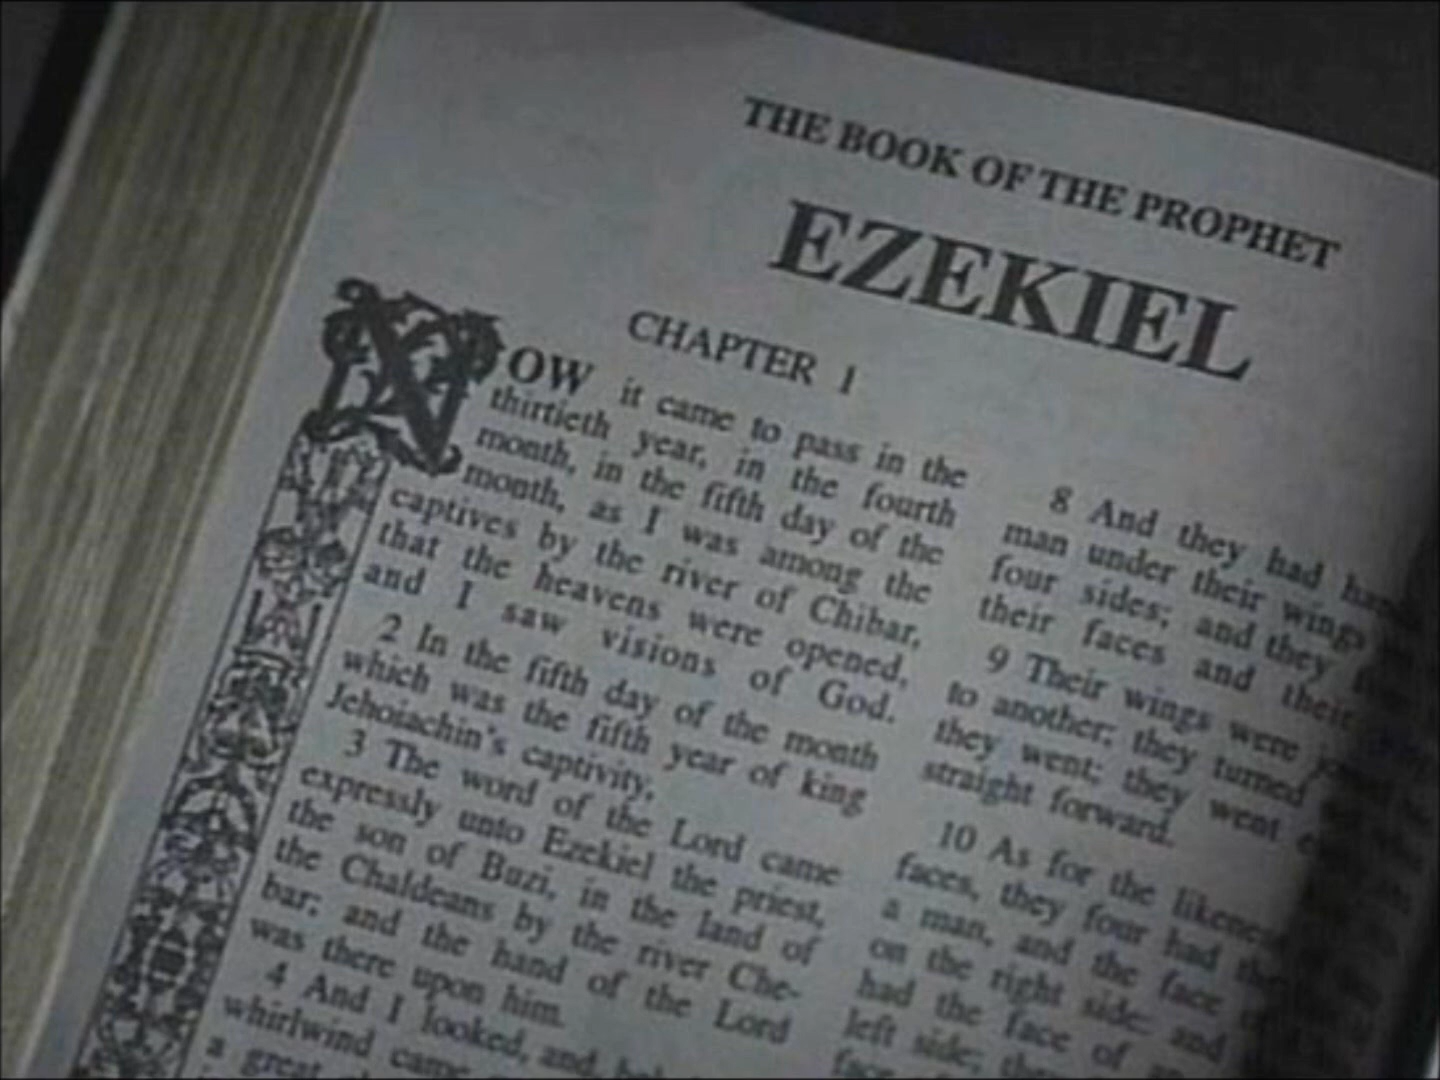 THE BOOK OF THE PROPHET
EZEKIEL
CHAPTER 1
NOW it came to pass in the
thirtieth year, in the fourth
month, in the fifth day of the
month, as I was among the
captives by the river of Chibar,
that the heavens were opened,
and I saw visions of God.
2 In the fifth day of the month
which was the fifth year of king
Jehoiachin's captivity,
3 The word of the Lord came
expressly unto Ezekiel the priest,
the son of Buzi, in the land of
the Chaldeans by the river Che-
bar; and the hand of the Lord
was there upon him.
4 And I looked, and
whirlwind came
a great
8 And they had
man under their wings
four sides; and they
their faces and their
9 Their wings were
to another; they turned
they went; they went
straight forward.
10 As for the
faces, they four had
a man, and the face
on the right side: and
had the face of
left side;